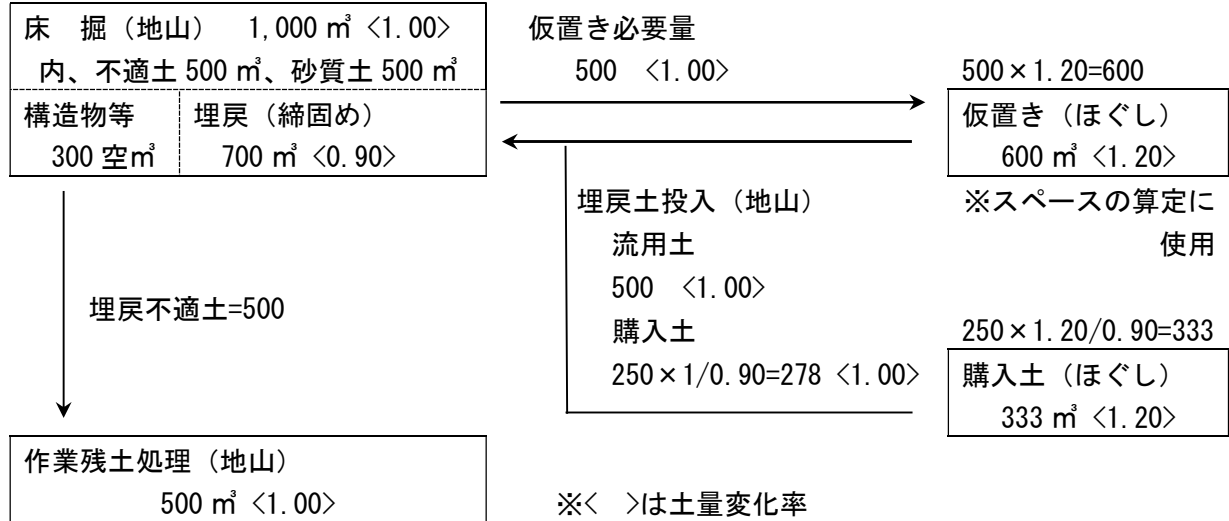 床　掘（地山）　1,000 ㎥ <1.00>
内、不適土 500 ㎥、砂質土 500 ㎥
構造物等
300 空㎥
埋戻（締固め）
700 ㎥ <0.90>
仮置き必要量
500　<1.00>
500×1.20=600
仮置き（ほぐし）
600 ㎥ <1.20>
※スペースの算定に
使用
埋戻土投入（地山）
流用土
500　<1.00>
購入土
250×1/0.90=278 <1.00>
250×1.20/0.90=333
購入土（ほぐし）
333 ㎥ <1.20>
埋戻不適土=500
作業残土処理（地山）
500 ㎥ <1.00>
※<　>は土量変化率